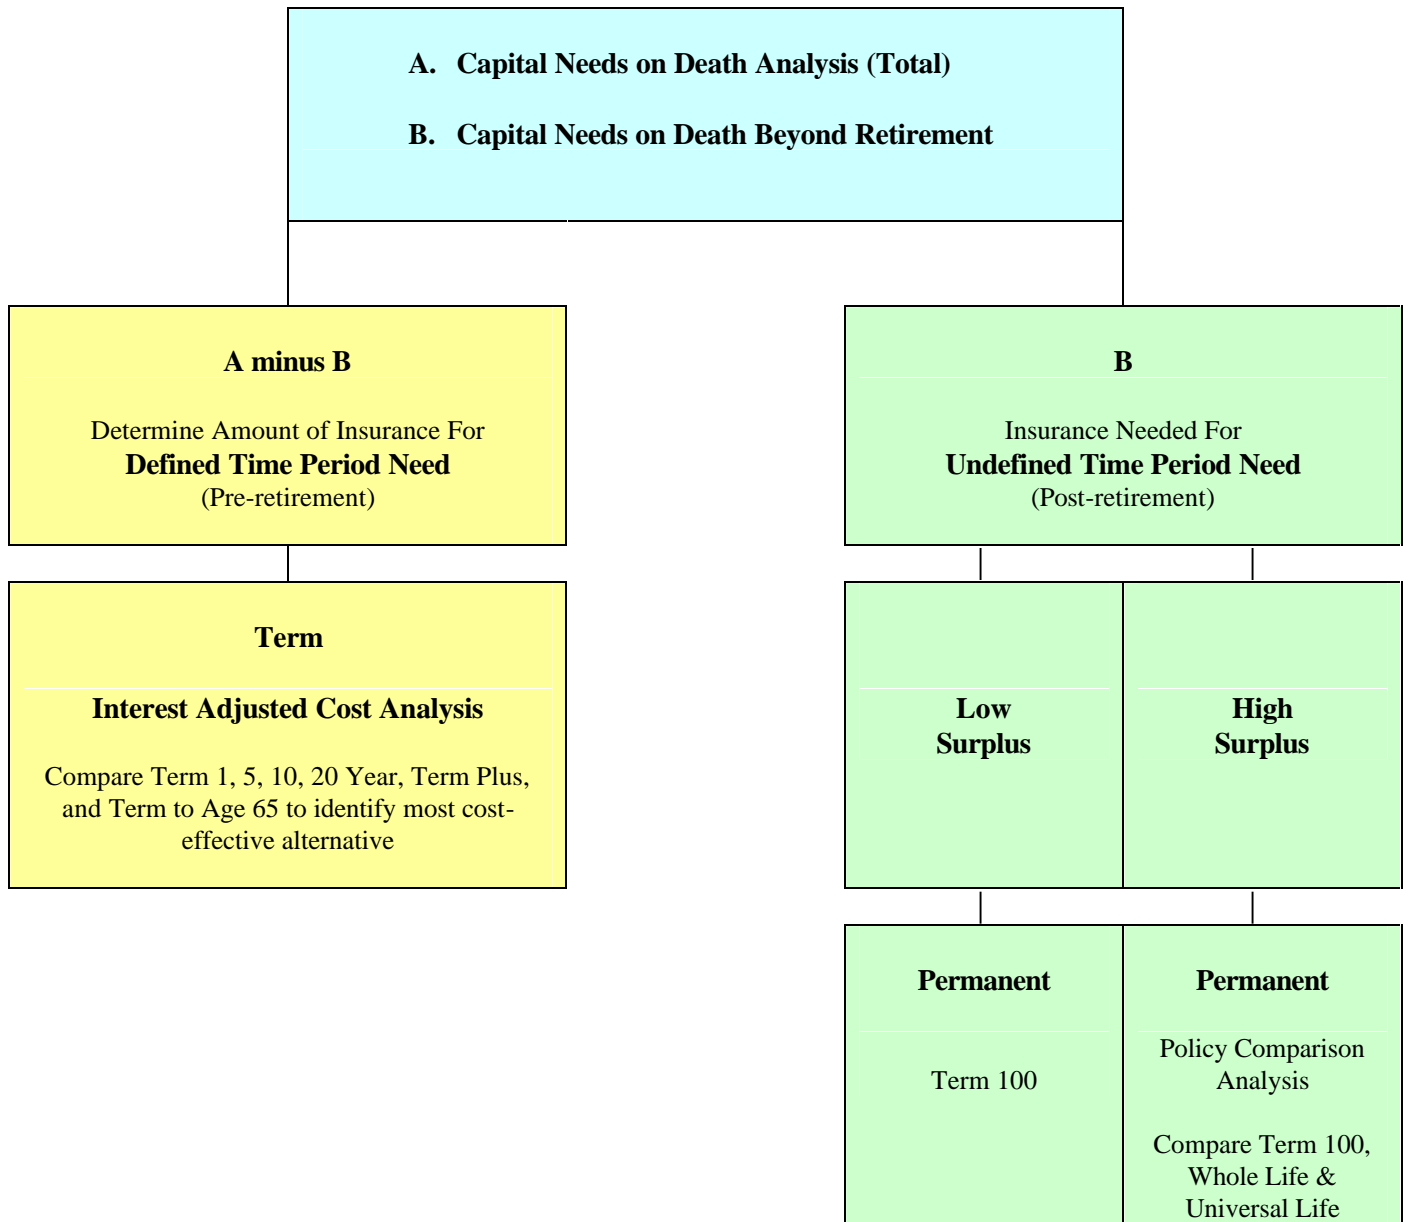 A. Capital Needs on Death Analysis (Total)
B. Capital Needs on Death Beyond Retirement
A minus B
Determine Amount of Insurance For
Defined Time Period Need
(Pre-retirement)
B
Insurance Needed For
Undefined Time Period Need
(Post-retirement)
Term
Interest Adjusted Cost Analysis
Compare Term 1, 5, 10, 20 Year, Term Plus,
and Term to Age 65 to identify most cost-
effective alternative
Low
Surplus
High
Surplus
Permanent
Term 100
Permanent
Policy Comparison
Analysis
Compare Term 100,
Whole Life &
Universal Life